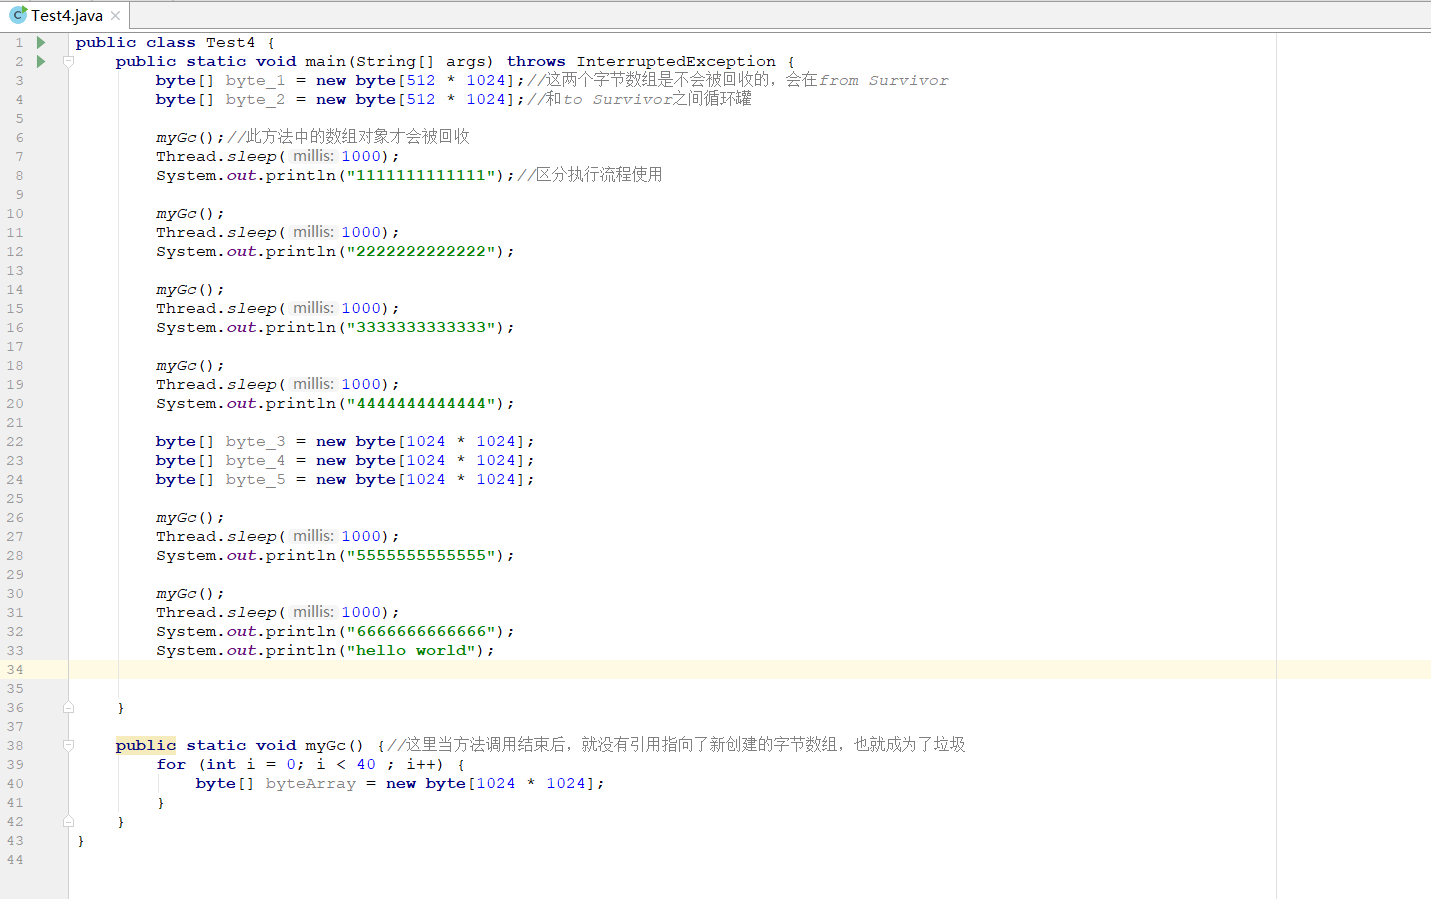 Test4.java
1 public class Test4 {
2 public static void main(String[] args) throws InterruptedException {
3 byte[] byte_1 = new byte[512 * 1024];//这两个字节数组是不会被回收的，会在from Survivor
4 byte[] byte_2 = new byte[512 * 1024];//和to Survivor之间循环罐
5
6 myGc();//此方法中的数组对象才会被回收
7 Thread.sleep( millis: 1000);
8 System.out.println("1111111111111");//区分执行流程使用
9
10 myGc();
11 Thread.sleep( millis: 1000);
12 System.out.println("2222222222222");
13
14 myGc();
15 Thread.sleep( millis: 1000);
16 System.out.println("3333333333333");
17
18 myGc();
19 Thread.sleep( millis: 1000);
20 System.out.println("4444444444444");
21
22 byte[] byte_3 = new byte[1024 * 1024];
23 byte[] byte_4 = new byte[1024 * 1024];
24 byte[] byte_5 = new byte[1024 * 1024];
25
26 myGc();
27 Thread.sleep( millis: 1000);
28 System.out.println("5555555555555");
29
30 myGc();
31 Thread.sleep( millis: 1000);
32 System.out.println("6666666666666");
33 System.out.println("hello world");
34
35
36 }
37
38 public static void myGc() {//这里当方法调用结束后，就没有引用指向了新创建的字节数组，也就成为了垃圾
39 for (int i = 0; i < 40 ; i++) {
40 byte[] byteArray = new byte[1024 * 1024];
41 }
42 }
43 }
44